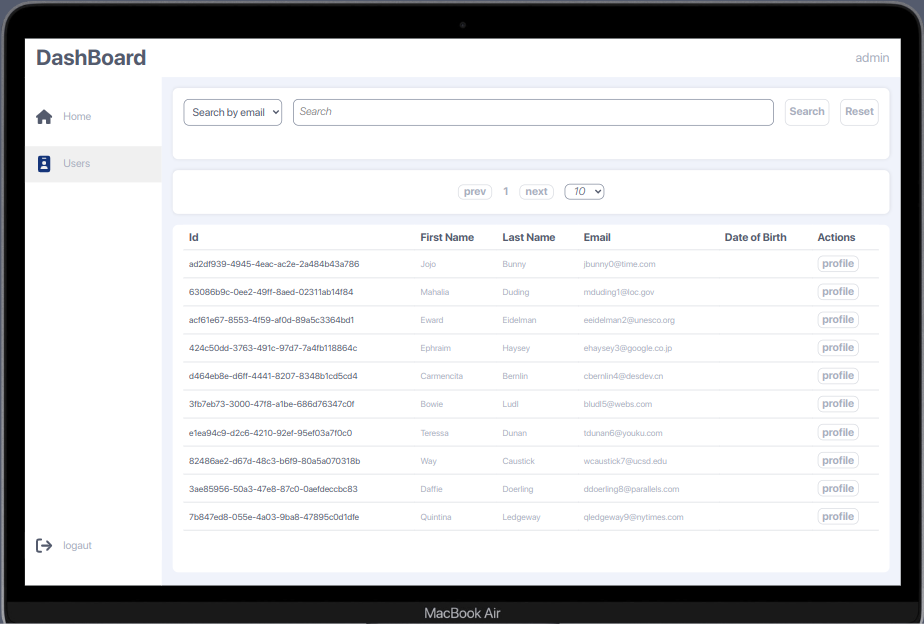 DashBoard
admin
Home
Users
logaut
Search by email Search Search Reset
prev 1 next 10
Id First Name Last Name Email Date of Birth Actions
ad2df939-4945-4eac-ac2e-2a484b43a786 Jojo Bunny jbunny0@time.com profile
63086b9c-0ee2-49ff-8aed-02311ab14f84 Mahalia Duding mduding1@loc.gov profile
acf61e67-8553-4f59-af0d-89a5c3364bd1 Eward Eidelman eeidelman2@unesco.org profile
424c50dd-3763-491c-97d7-7a4fb118864c Ephraim Haysey ehaysey3@google.co.jp profile
d464eb8e-d6ff-4441-8207-8348b1cd5cd4 Carmencita Bernlin cbernlin4@desdev.cn profile
3fb7eb73-3000-47f8-a1be-686d76347c0f Bowie Ludl bludl5@webs.com profile
e1ea94c9-d2c6-4210-92ef-95ef03a7f0c0 Teressa Dunan tdunan6@youku.com profile
82486ae2-d67d-48c3-b6f9-80a5a070318b Way Caustick wcaustick7@ucsd.edu profile
3ae85956-50a3-47e8-87c0-0aefdeccbc83 Daffie Doerling ddoerling8@parallels.com profile
7b847ed8-055e-4a03-9ba8-47895c0d1dfe Quintina Ledgeway qledgeway9@nytimes.com profile
MacBook Air